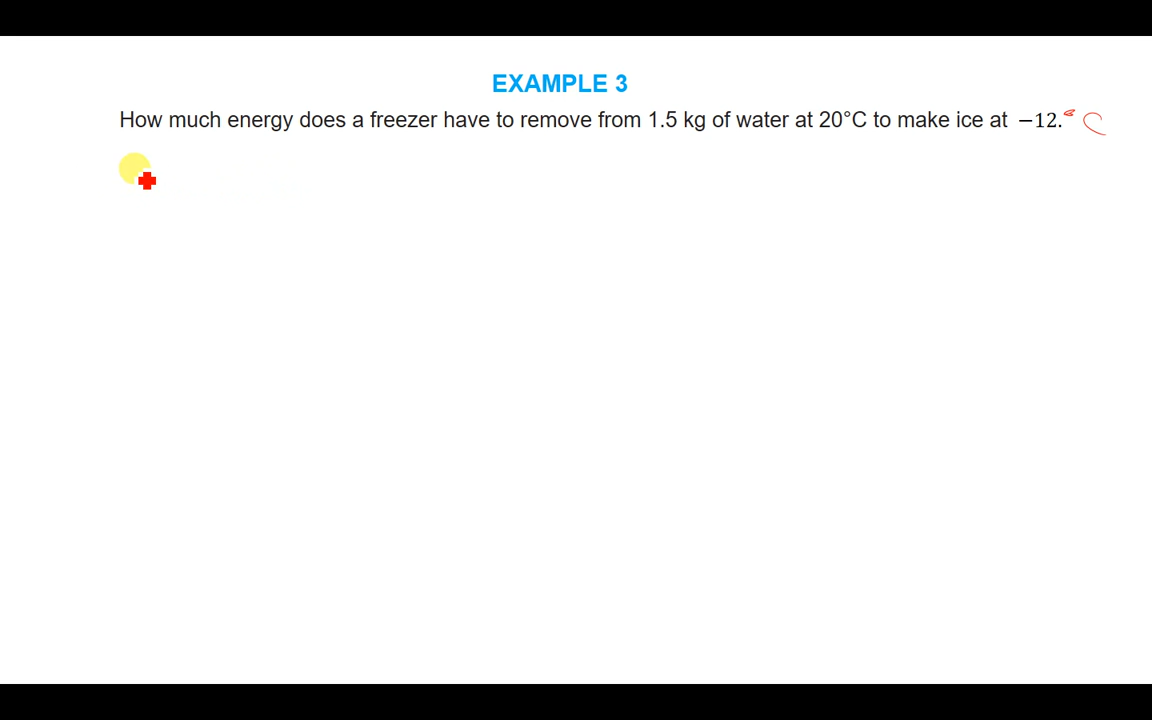 EXAMPLE 3
How much energy does a freezer have to remove from 1.5 kg of water at 20°C to make ice at −12.° C